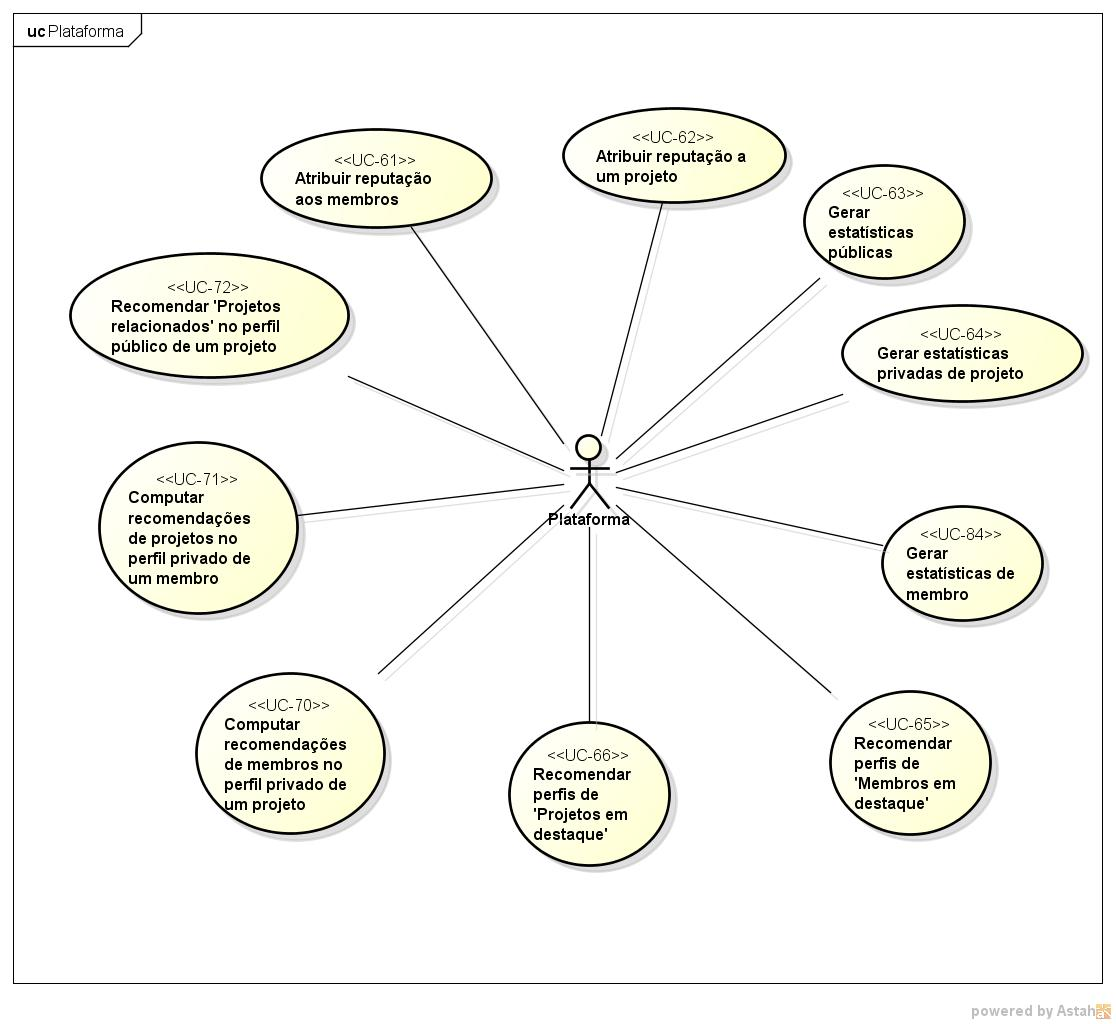 uc Plataforma
<<UC-61>>
Atribuir reputação
aos membros
<<UC-62>>
Atribuir reputação a
um projeto
<<UC-63>>
Gerar
estatísticas
públicas
<<UC-72>>
Recomendar 'Projetos
relacionados' no perfil
público de um projeto
<<UC-64>>
Gerar estatísticas
privadas de projeto
<<UC-71>>
Computar
recomendações
de projetos no
perfil privado de
um membro
Plataforma
<<UC-84>>
Gerar
estatísticas de
membro
<<UC-70>>
Computar
recomendações
de membros no
perfil privado de
um projeto
<<UC-66>>
Recomendar
perfis de
'Projetos em
destaque'
<<UC-65>>
Recomendar
perfis de
'Membros em
destaque'
powered by Astah